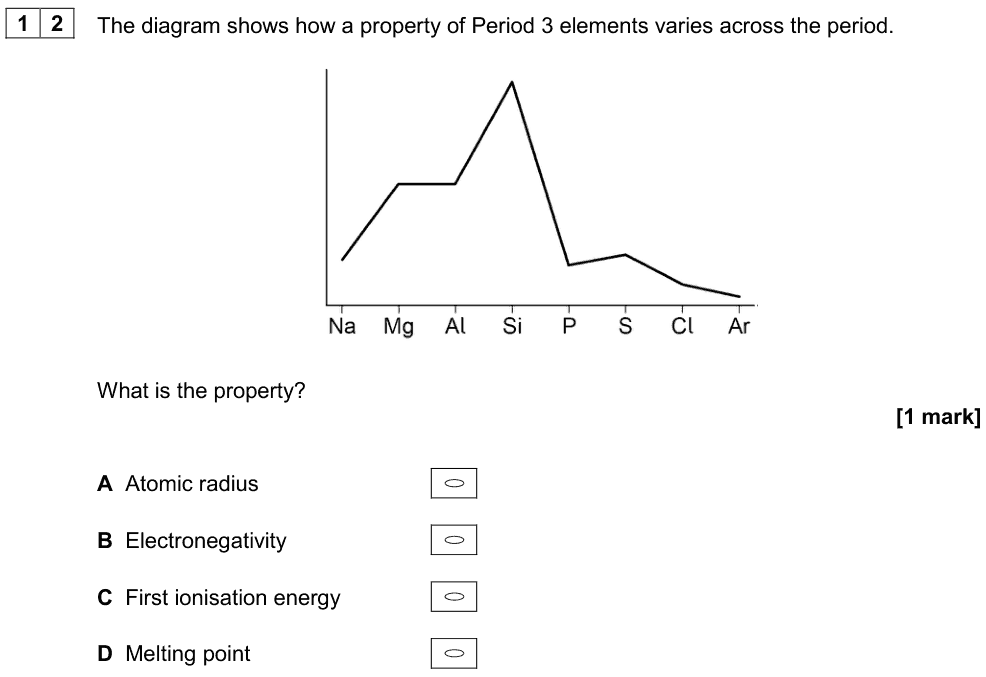 1 2 The diagram shows how a property of Period 3 elements varies across the period.
Na Mg Al Si P S Cl Ar
What is the property?
[1 mark]
A Atomic radius
B Electronegativity
C First ionisation energy
D Melting point